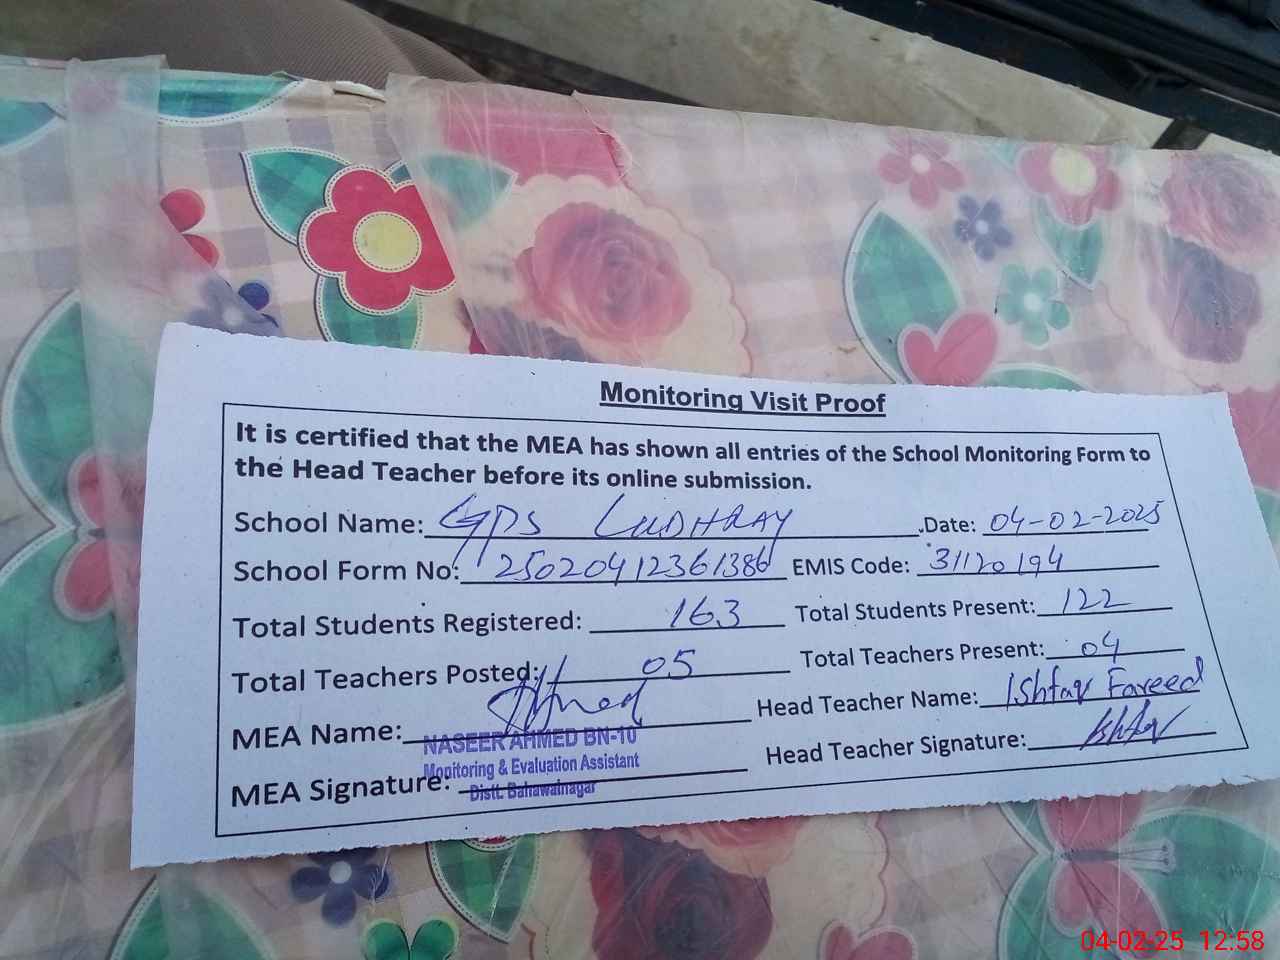 Monitoring Visit Proof
It is certified that the MEA has shown all entries of the School Monitoring Form to
the Head Teacher before its online submission.
School Name: GPS LUDHRAY Date: 04-02-2025
School Form No: 25020412361386 EMIS Code: 31120194
Total Students Registered: 163 Total Students Present: 122
Total Teachers Posted: 05 Total Teachers Present: 04
MEA Name: Ahmed Head Teacher Name: Ishfaq Fareed
NASEER AHMED BN-10
Monitoring & Evaluation Assistant
Distt. Bahawalnagar
MEA Signature: Head Teacher Signature: Ishfaq
04-02-25 12:58